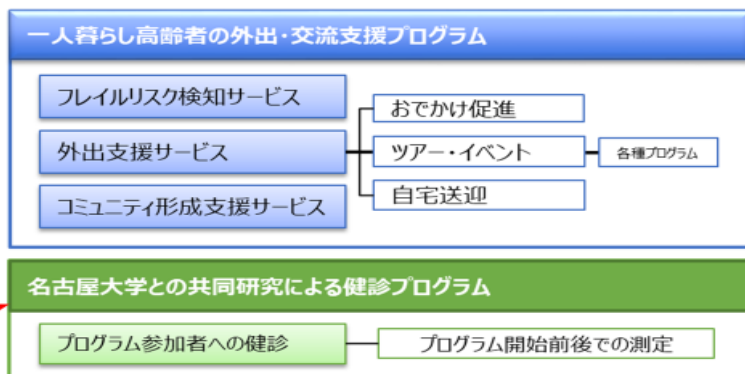 一人暮らし高齢者の外出・交流支援プログラム
フレイルリスク検知サービス
外出支援サービス
コミュニティ形成支援サービス
おでかけ促進
ツアー・イベント
自宅送迎
各種プログラム
名古屋大学との共同研究による健診プログラム
プログラム参加者への健診
プログラム開始前後での測定